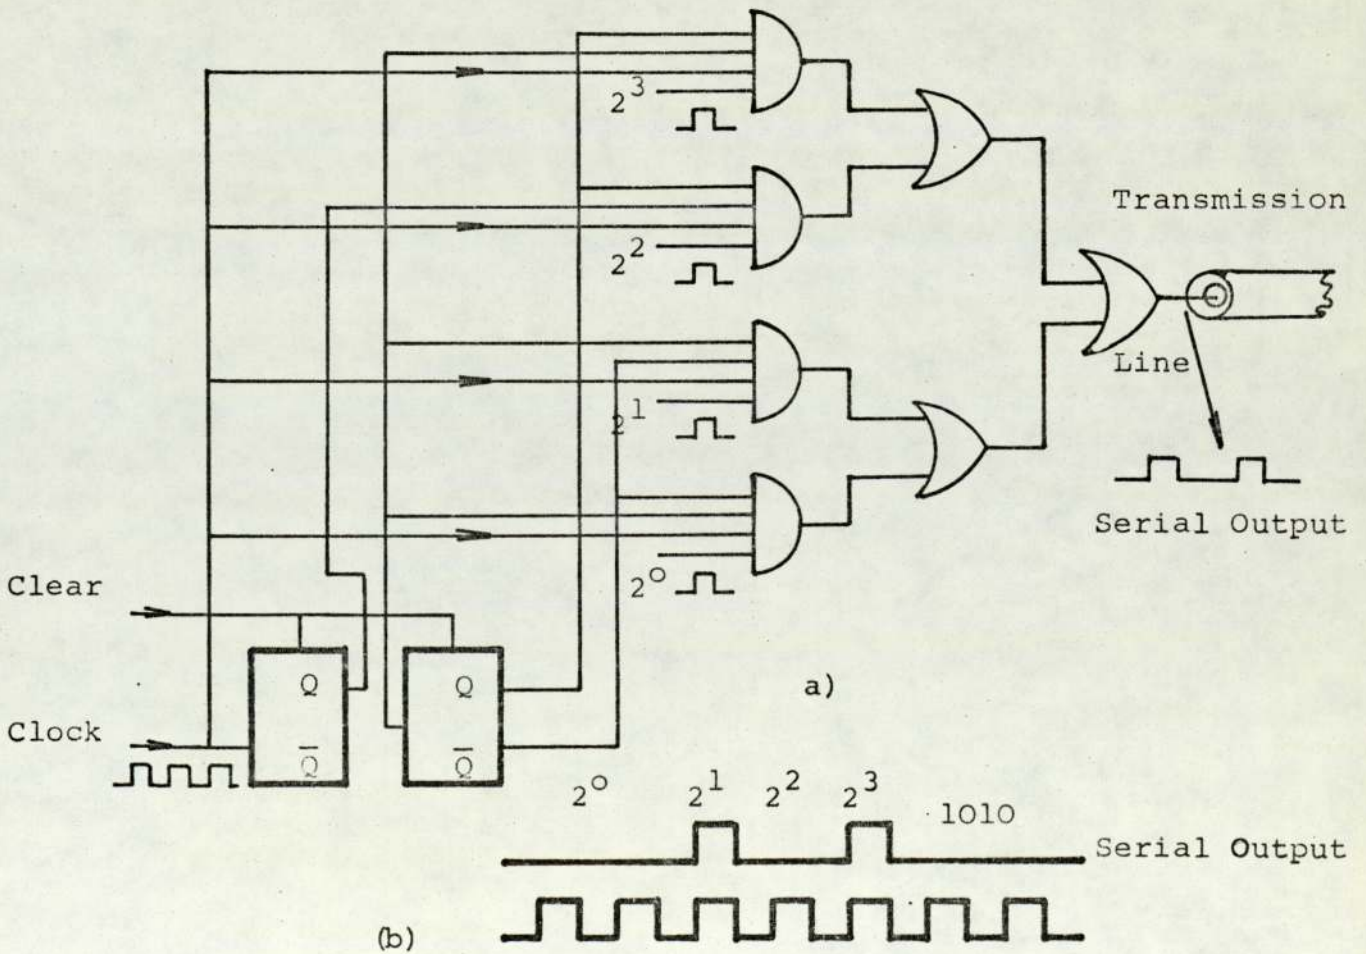 2³
2²
Transmission
Line
2¹
Serial Output
2⁰
Clear
Q
Q
a)
Clock
Q̅
Q̅
2⁰ 2¹ 2² 2³ 1010
Serial Output
(b)